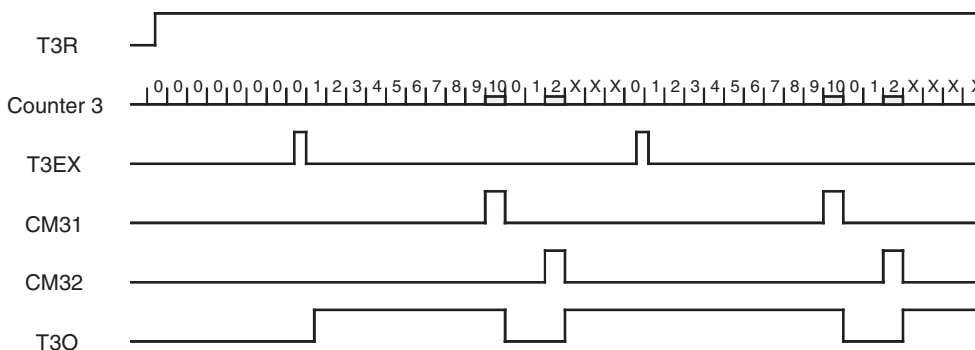 T3R
0 0 0 0 0 0 0 0 1 2 3 4 5 6 7 8 9 10 0 1 2 X X X 0 1 2 3 4 5 6 7 8 9 10 0 1 2 X X X X
Counter 3
T3EX
CM31
CM32
T3O